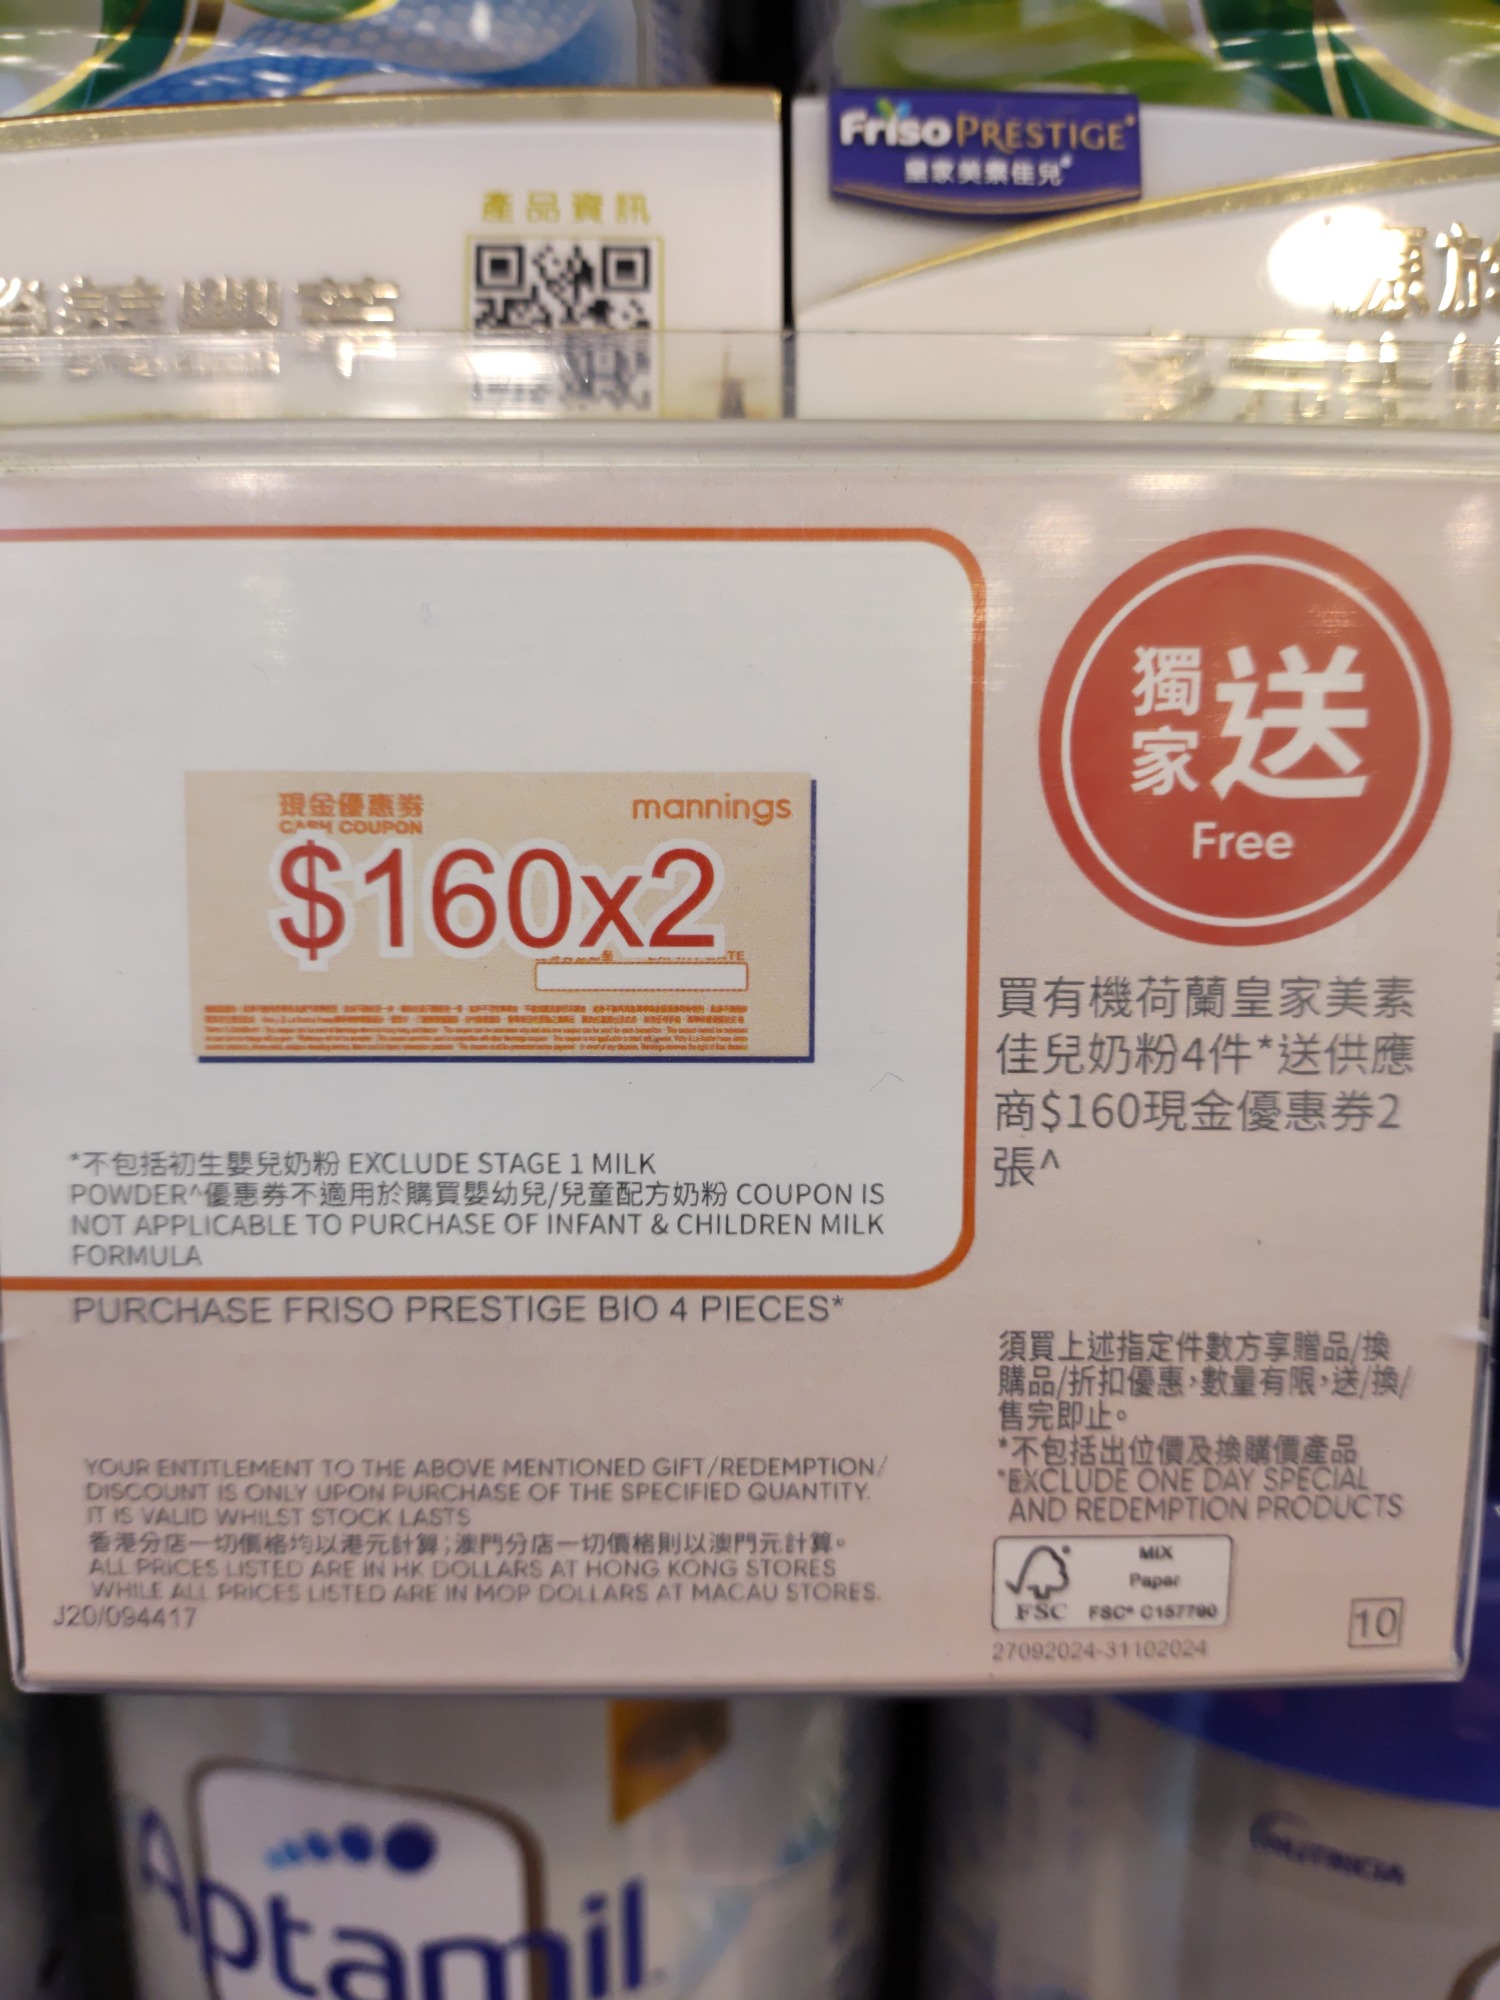 Friso PRESTIGE
皇家美素佳兒
產品資訊
獨家送
Free
現金優惠券
mannings
CASH COUPON
$160x2
買有機荷蘭皇家美素
佳兒奶粉4件*送供應
商$160現金優惠券2
張^
*不包括初生嬰兒奶粉 EXCLUDE STAGE 1 MILK
POWDER^優惠券不適用於購買嬰幼兒/兒童配方奶粉 COUPON IS
NOT APPLICABLE TO PURCHASE OF INFANT & CHILDREN MILK
FORMULA
PURCHASE FRISO PRESTIGE BIO 4 PIECES*
須買上述指定件數方享贈品/換
購品/折扣優惠,數量有限,送/換/
售完即止。
*不包括出位價及換購價產品
*EXCLUDE ONE DAY SPECIAL
AND REDEMPTION PRODUCTS
YOUR ENTITLEMENT TO THE ABOVE MENTIONED GIFT/REDEMPTION/
DISCOUNT IS ONLY UPON PURCHASE OF THE SPECIFIED QUANTITY.
IT IS VALID WHILST STOCK LASTS
香港分店一切價格均以港元計算;澳門分店一切價格則以澳門元計算。
ALL PRICES LISTED ARE IN HK DOLLARS AT HONG KONG STORES
WHILE ALL PRICES LISTED ARE IN MOP DOLLARS AT MACAU STORES.
J20/094417
MIX
Paper
FSC FSC® C157790
27092024-31102024
10
Aptamil
NUTRICIA